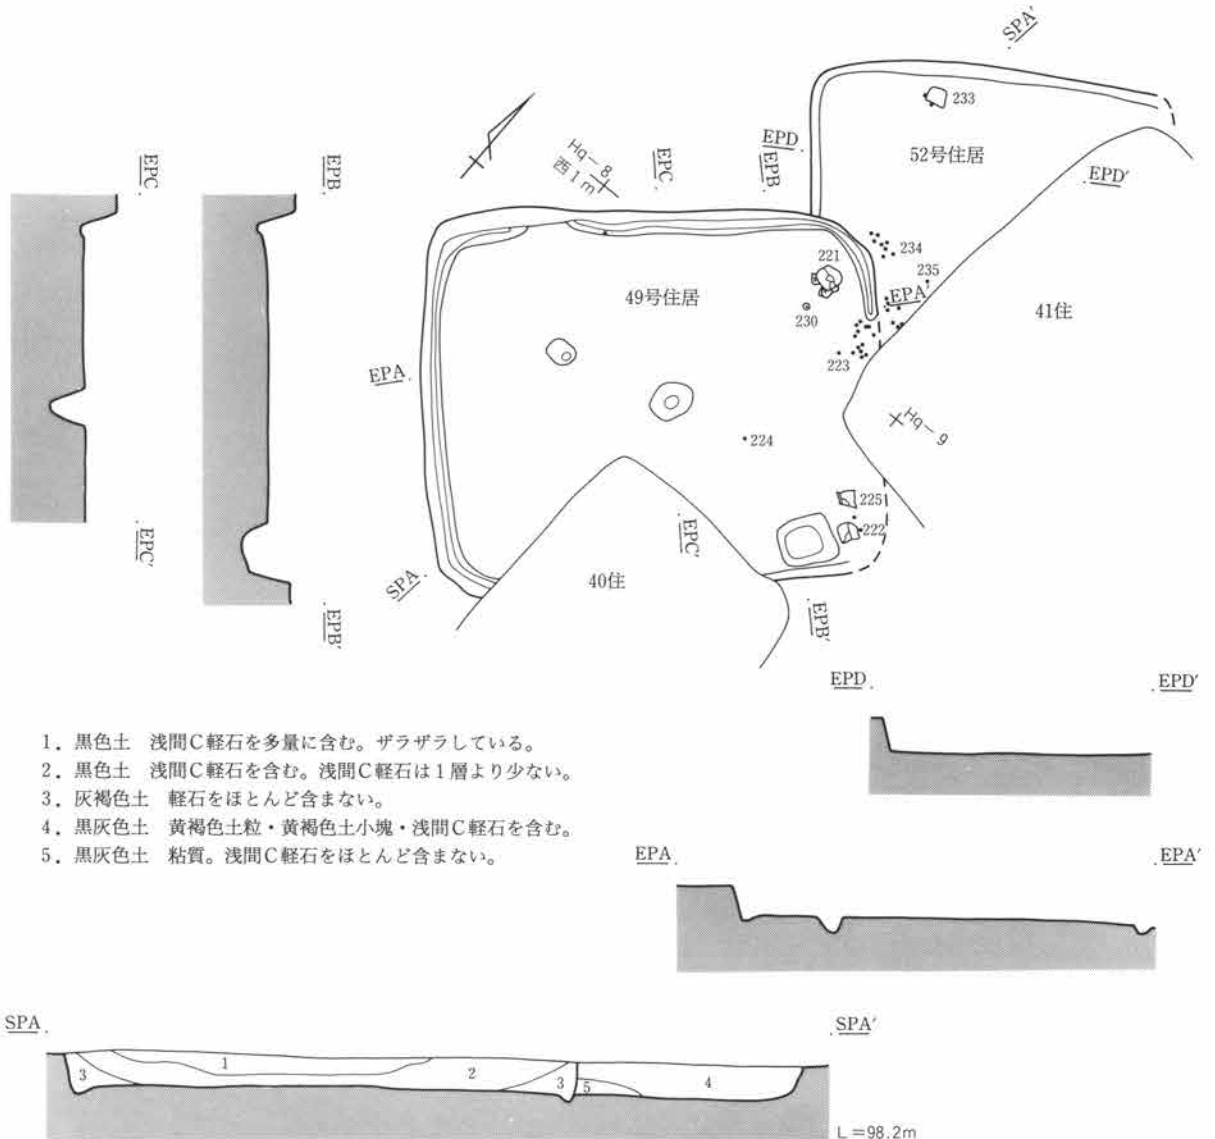 SPA′
233
52号住居
EPD
EPB
EPC
Hq−8
西1m
EPD′
EPC
EPB
234
235
221
49号住居
EPA′
230
41住
223
EPA
Hq−9
224
225
222
EPC′
EPC′
SPA
40住
EPB′
EPB′
EPD
EPD′
1．黒色土　浅間C軽石を多量に含む。ザラザラしている。
2．黒色土　浅間C軽石を含む。浅間C軽石は1層より少ない。
3．灰褐色土　軽石をほとんど含まない。
4．黒灰色土　黄褐色土粒・黄褐色土小塊・浅間C軽石を含む。
5．黒灰色土　粘質。浅間C軽石をほとんど含まない。
EPA
EPA′
SPA
SPA′
1
3
2
3
5
4
L＝98.2m